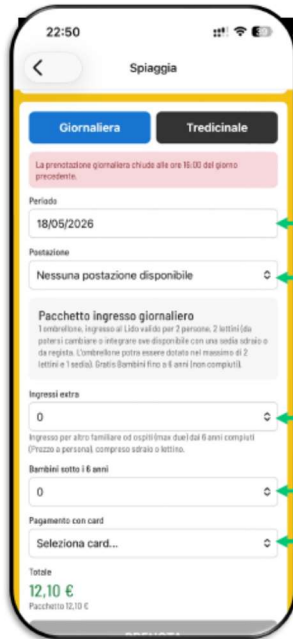 22:50
Spiaggia
Giornaliera Tredicinale
La prenotazione giornaliera chiude alle ore 16:00 del giorno
precedente.
Periodo
18/05/2026
Postazione
Nessuna postazione disponibile
Pacchetto ingresso giornaliero
1 ombrellone, ingresso al Lido valido per 2 persone, 2 lettini (da
potersi cambiare o integrare ove disponibile con una sedia sdraio o
da regista. L'ombrellone potrà essere dotato nel massimo di 2
lettini e 1 sedia). Gratis Bambini fino a 6 anni (non compiuti).
Ingressi extra
0
Ingresso per altro familiare od ospiti (max due) dai 6 anni compiuti
(Prezzo a persona), compreso sdraio o lettino.
Bambini sotto i 6 anni
0
Pagamento con card
Seleziona card...
Totale
12,10 €
Pacchetto 12,10 €
PRENOTA